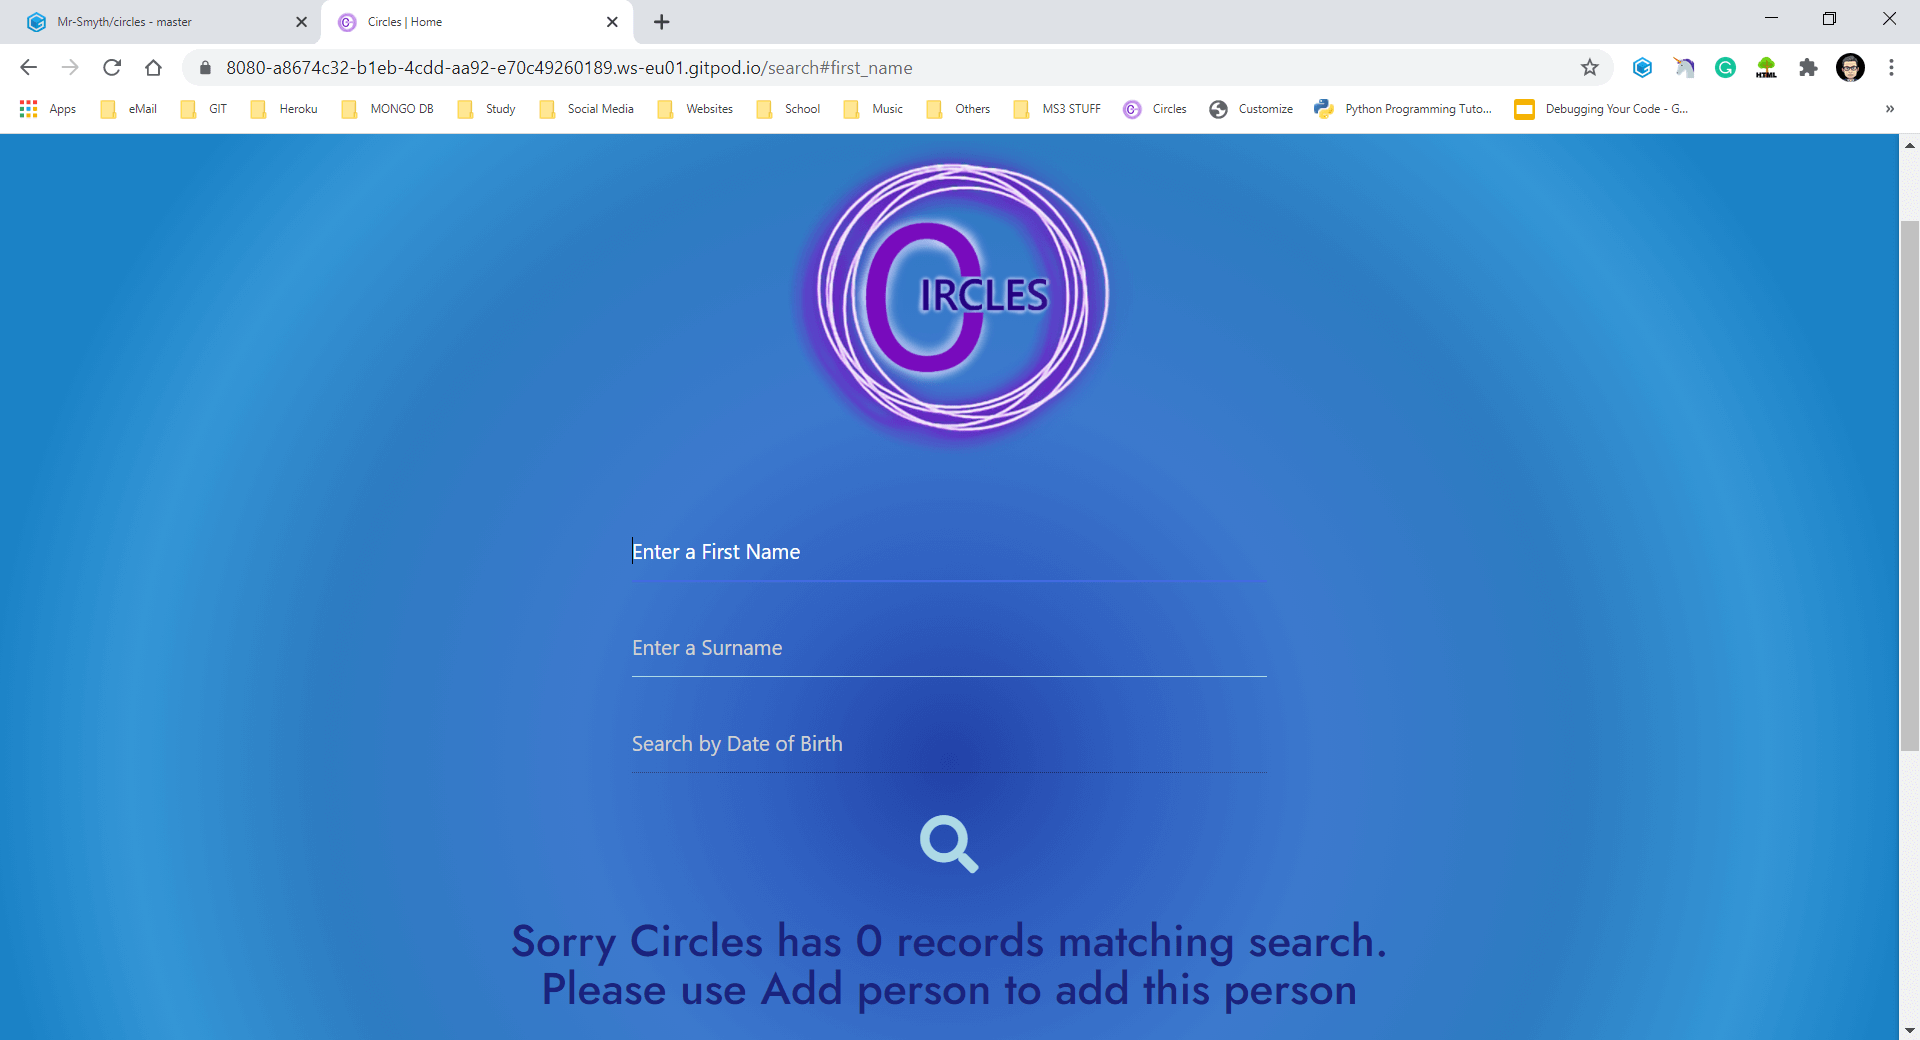 Mr-Smyth/circles - master
Circles | Home
8080-a8674c32-b1eb-4cdd-aa92-e70c49260189.ws-eu01.gitpod.io/search#first_name
HTML
Apps eMail GIT Heroku MONGO DB Study Social Media Websites School Music Others MS3 STUFF Circles Customize Python Programming Tuto... Debugging Your Code - G... »
CIRCLES
Enter a First Name
Enter a Surname
Search by Date of Birth
Sorry Circles has 0 records matching search.
Please use Add person to add this person